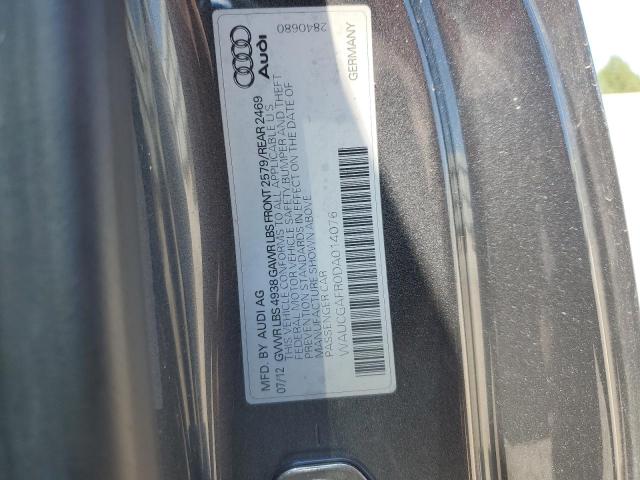 MFD. BY AUDI AG
07/12 GVWR LBS 4938 GAWR LBS FRONT 2579/REAR 2469
THIS VEHICLE CONFORMS TO ALL APPLICABLE U.S.
FEDERAL MOTOR VEHICLE SAFETY BUMPER AND THEFT
PREVENTION STANDARDS IN EFFECT ON THE DATE OF
MANUFACTURE SHOWN ABOVE
PASSENGER CAR
WAUCGAFR0DA014076
Audi
2840680
GERMANY